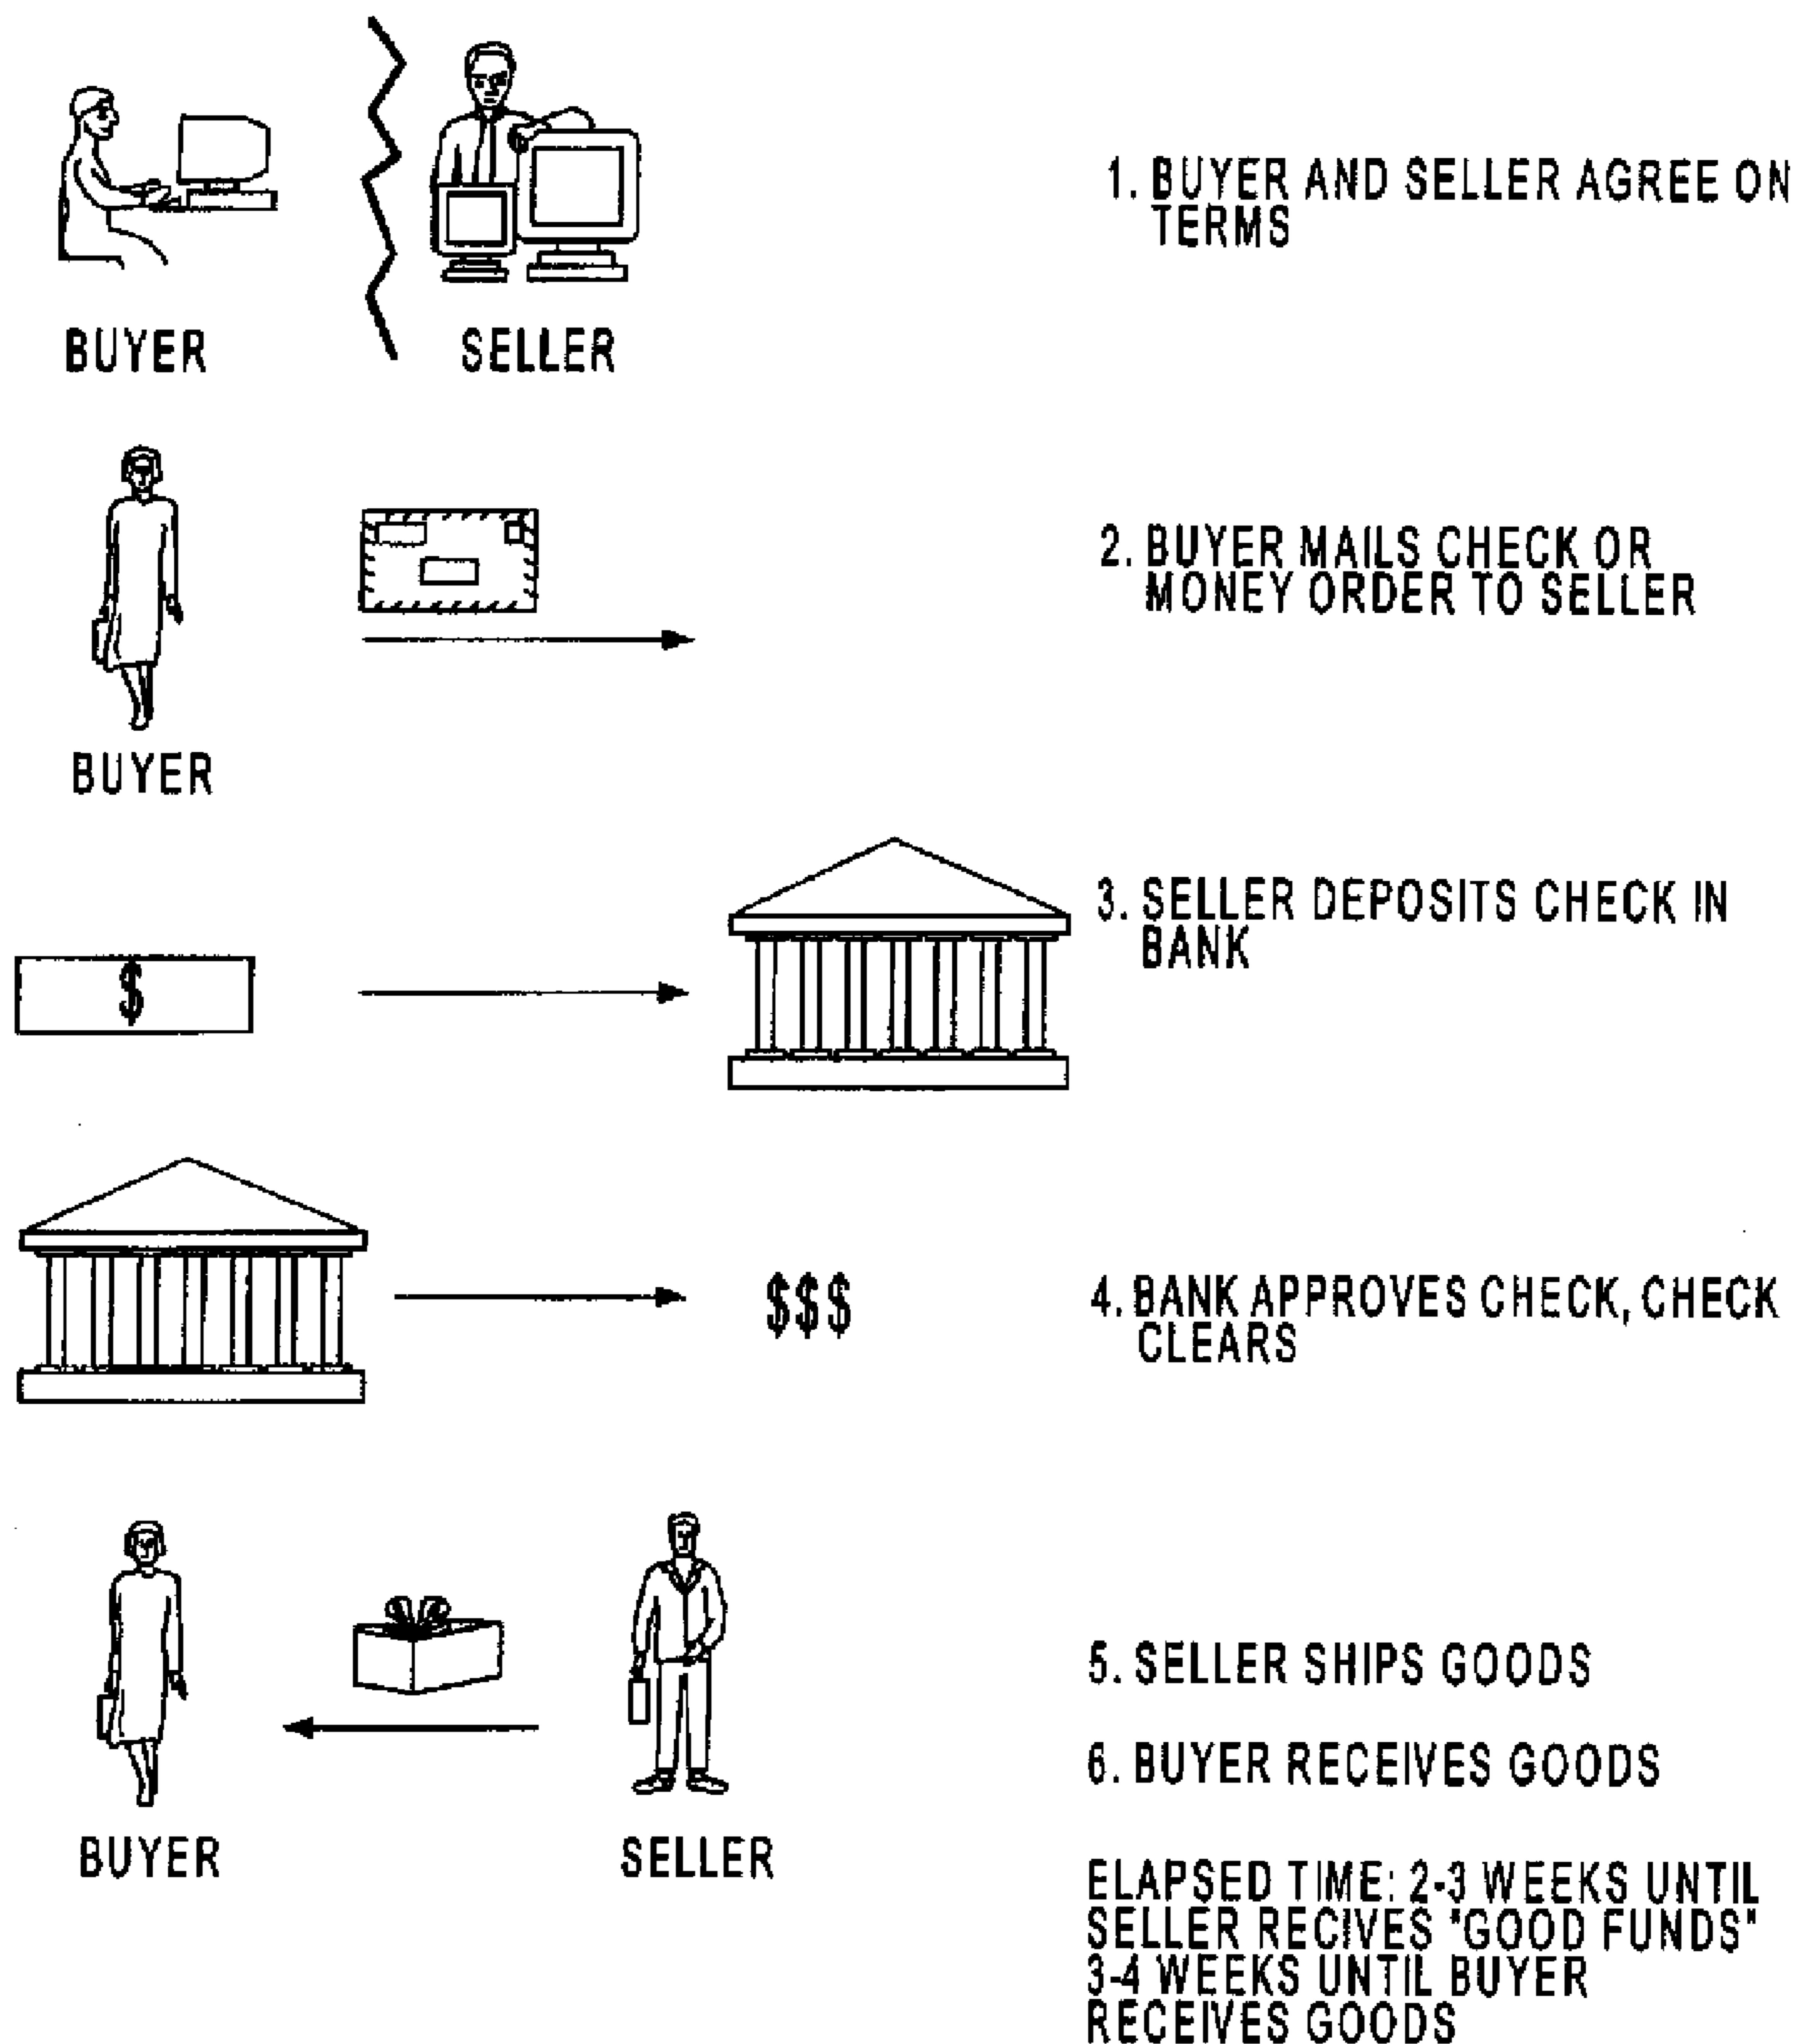 1. BUYER AND SELLER AGREE ON
TERMS
BUYER
SELLER
2. BUYER MAILS CHECK OR
MONEY ORDER TO SELLER
BUYER
3. SELLER DEPOSITS CHECK IN
BANK
$
4. BANK APPROVES CHECK, CHECK
CLEARS
$$$
5. SELLER SHIPS GOODS
6. BUYER RECEIVES GOODS
BUYER
SELLER
ELAPSED TIME: 2-3 WEEKS UNTIL
SELLER RECIVES "GOOD FUNDS"
3-4 WEEKS UNTIL BUYER
RECEIVES GOODS